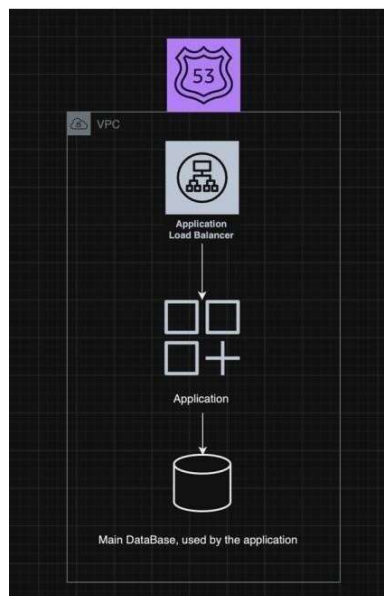 53
VPC
Application
Load Balancer
Application
Main DataBase, used by the application